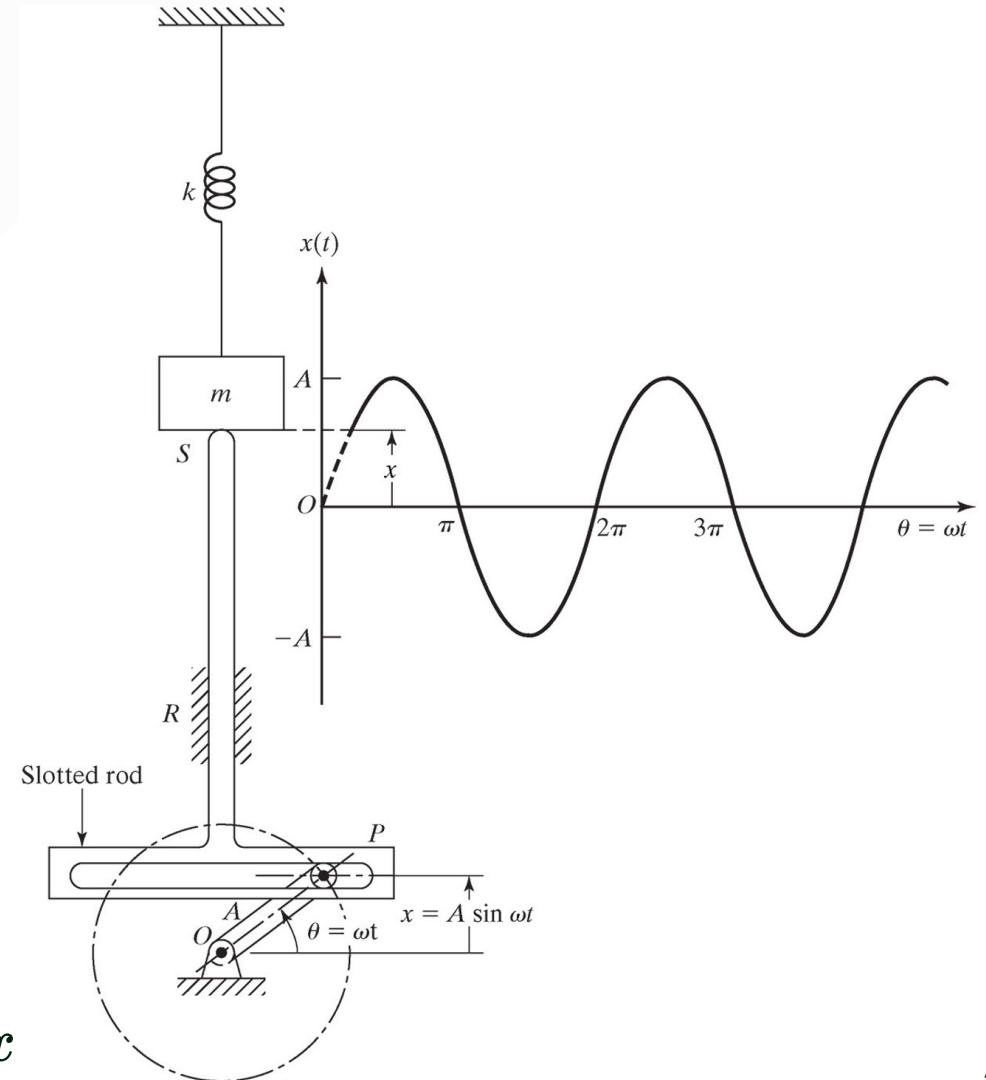 k
x(t)
A
m
S
x
O
π
2π
3π
θ = ωt
−A
R
Slotted rod
P
A
x = A sin ωt
O
θ = ωt
x